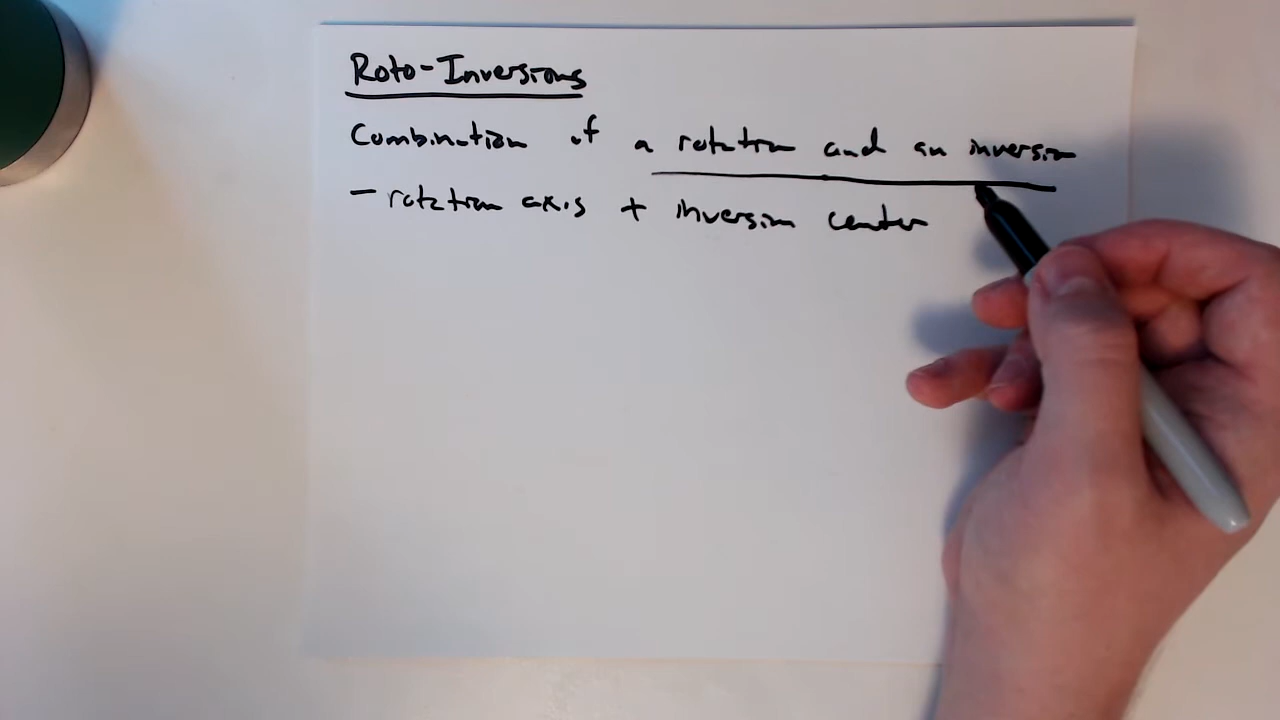 Roto-Inversions
Combination of a rotation and an inversion
- rotation axis + inversion center